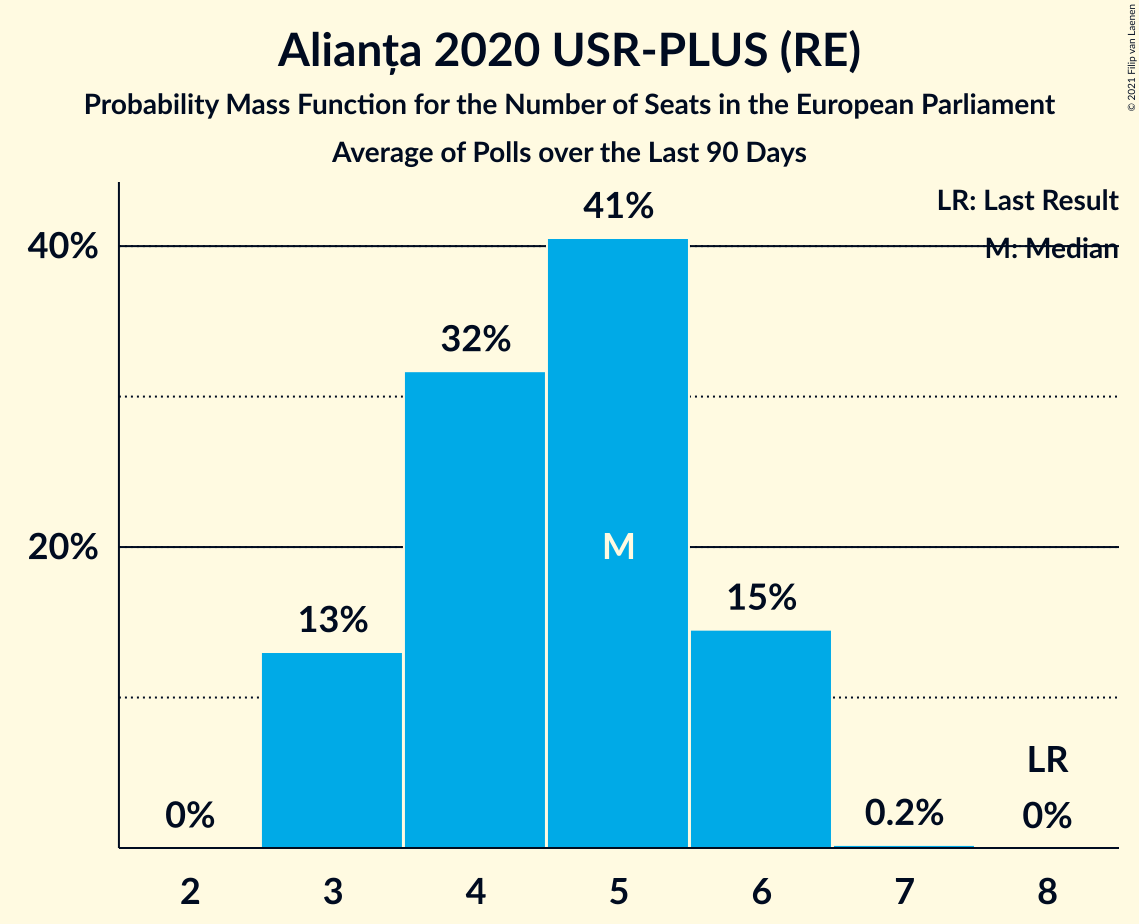 Alianța 2020 USR-PLUS (RE)
Probability Mass Function for the Number of Seats in the European Parliament
Average of Polls over the Last 90 Days
© 2021 Filip van Laenen
LR: Last Result
M: Median
41%
40%
32%
M
20%
15%
13%
LR
0%
0.2%
0%
2 3 4 5 6 7 8